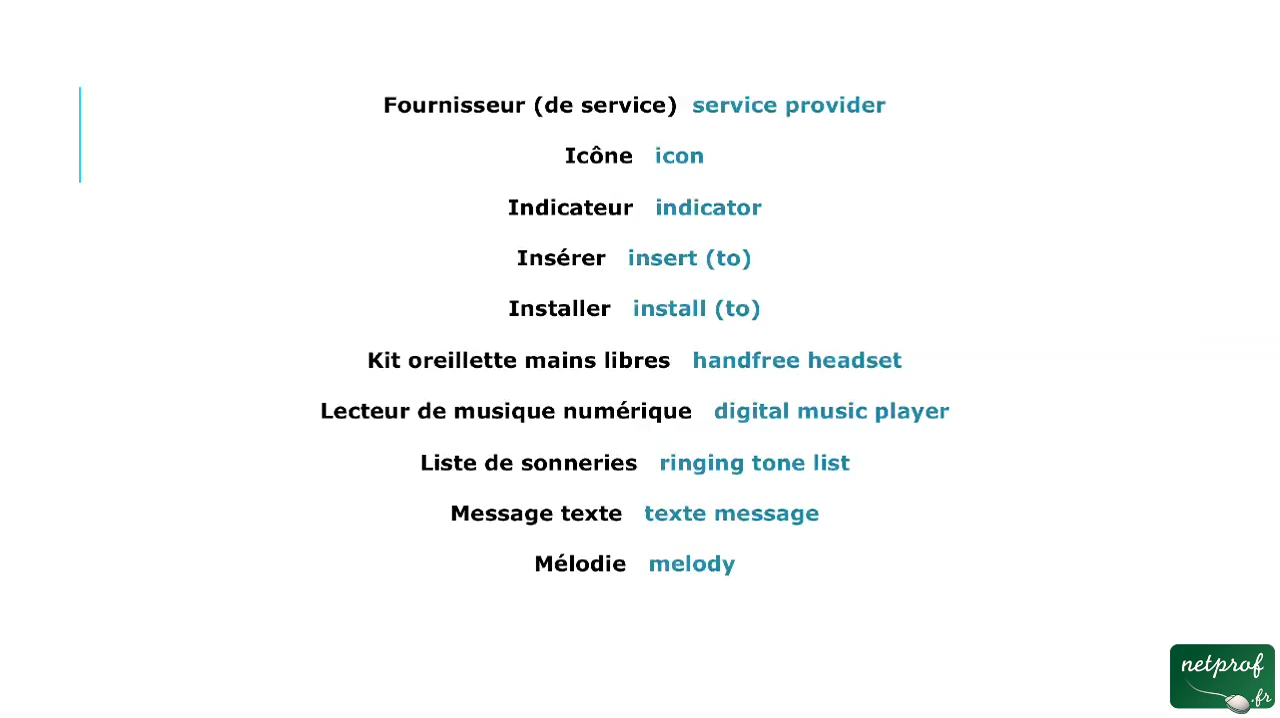 Fournisseur (de service) service provider
Icône icon
Indicateur indicator
Insérer insert (to)
Installer install (to)
Kit oreillette mains libres handfree headset
Lecteur de musique numérique digital music player
Liste de sonneries ringing tone list
Message texte texte message
Mélodie melody
netprof
.fr